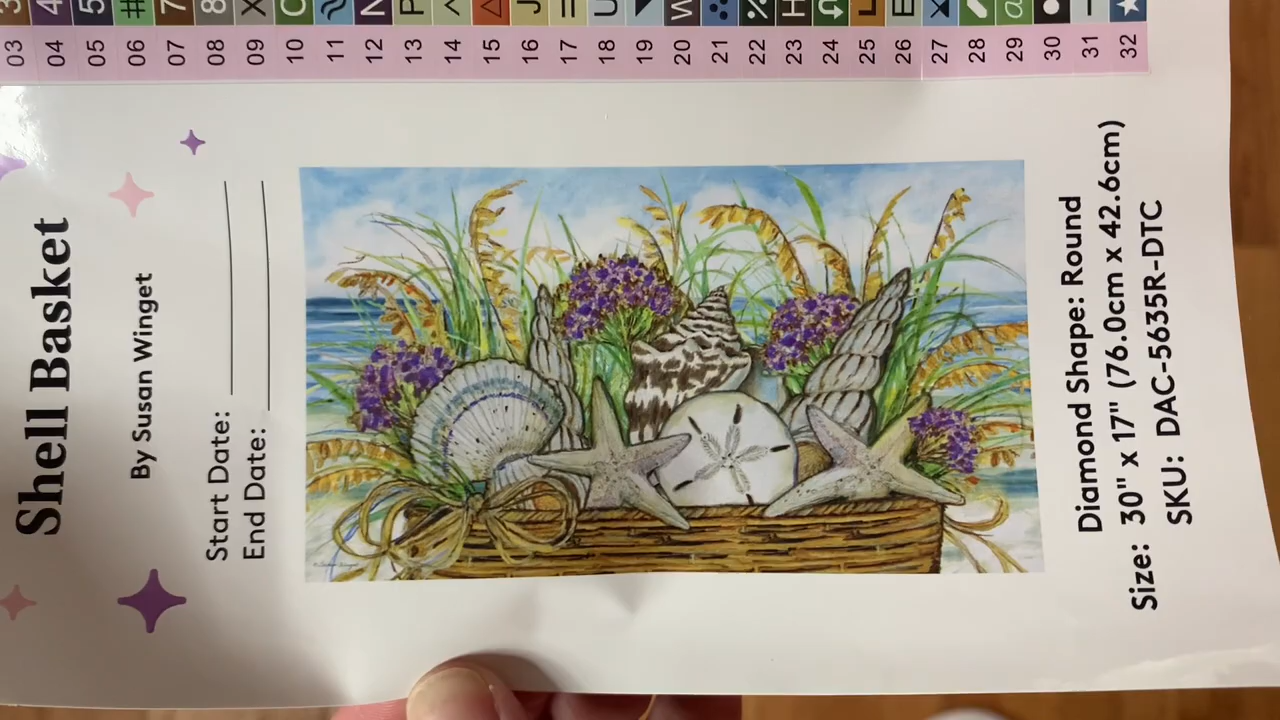 Shell Basket
By Susan Winget
Start Date:
End Date:
03 04 05 06 07 08 09 10 11 12 13 14 15 16 17 18 19 20 21 22 23 24 25 26 27 28 29 30 31 32
Diamond Shape: Round
Size: 30" x 17" (76.0cm x 42.6cm)
SKU: DAC-5635R-DTC